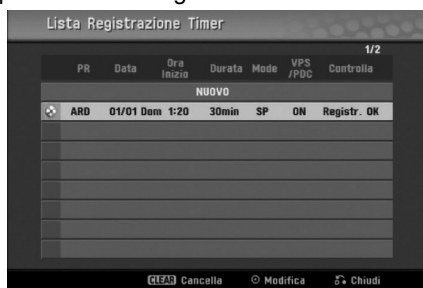 Lista Registrazione Timer
1/2
PR Data Ora Inizio Durata Mode VPS /PDC Controlla
NUOVO
ARD 01/01 Dom 1:20 30min SP ON Registr. OK
CLEAR Cancella Modifica Chiudi